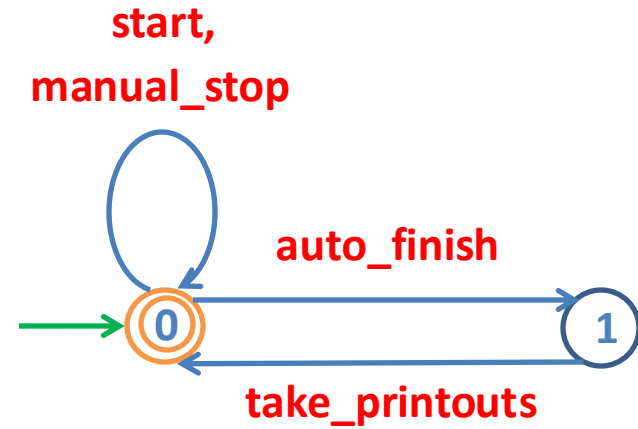 start,
manual_stop
auto_finish
0
1
take_printouts